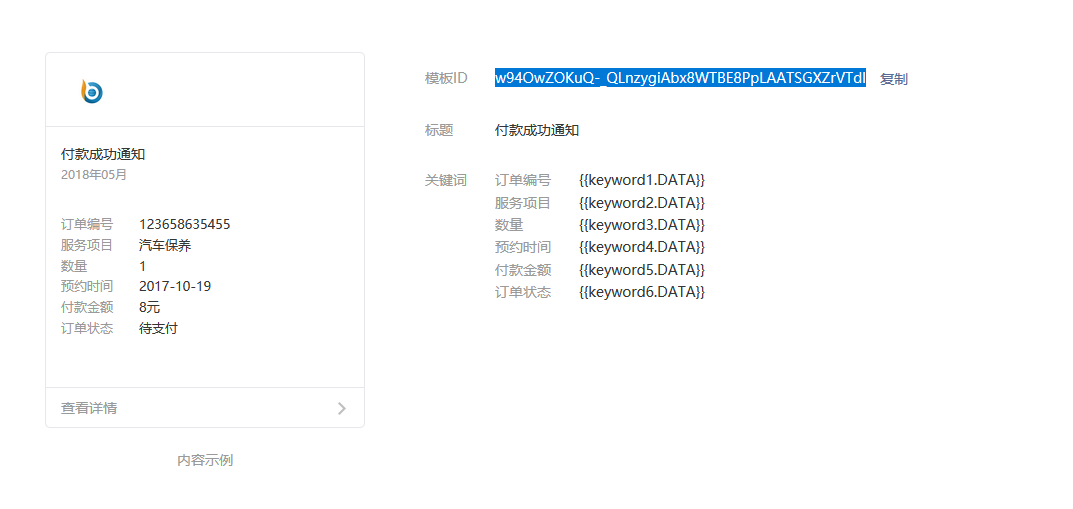 付款成功通知
2018年05月
订单编号 123658635455
服务项目 汽车保养
数量 1
预约时间 2017-10-19
付款金额 8元
订单状态 待支付
查看详情
内容示例
模板ID w94OwZOKuQ-_QLnzygiAbx8WTBE8PpLAATSGXZrVTdI 复制
标题 付款成功通知
关键词 订单编号 {{keyword1.DATA}}
服务项目 {{keyword2.DATA}}
数量 {{keyword3.DATA}}
预约时间 {{keyword4.DATA}}
付款金额 {{keyword5.DATA}}
订单状态 {{keyword6.DATA}}